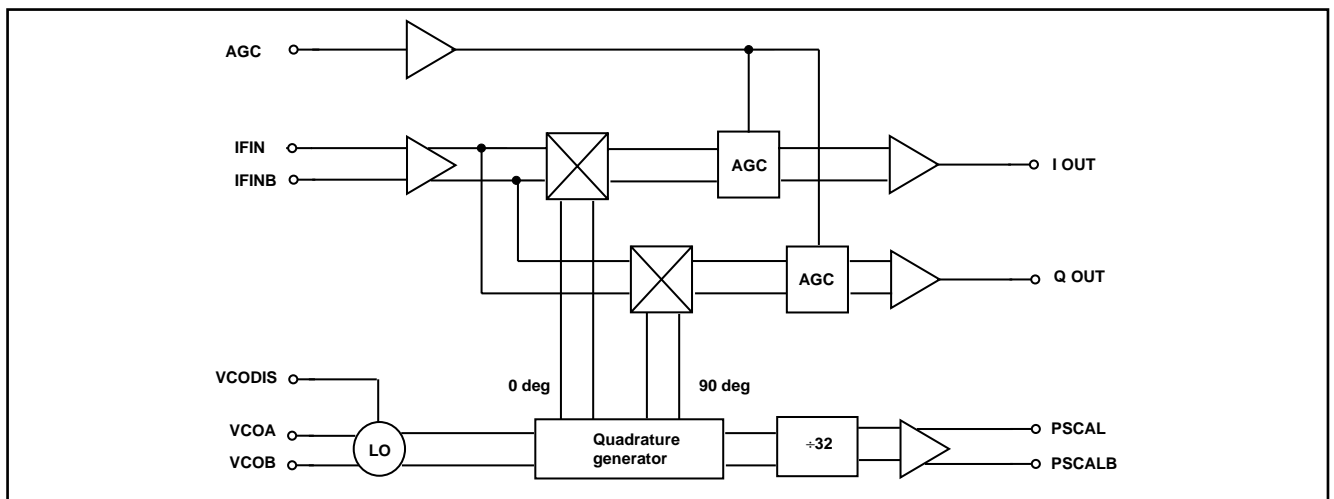 AGC
IFIN
IFINB
AGC
I OUT
AGC
Q OUT
VCODIS
0 deg
90 deg
VCOA
VCOB
LO
Quadrature
generator
÷32
PSCAL
PSCALB